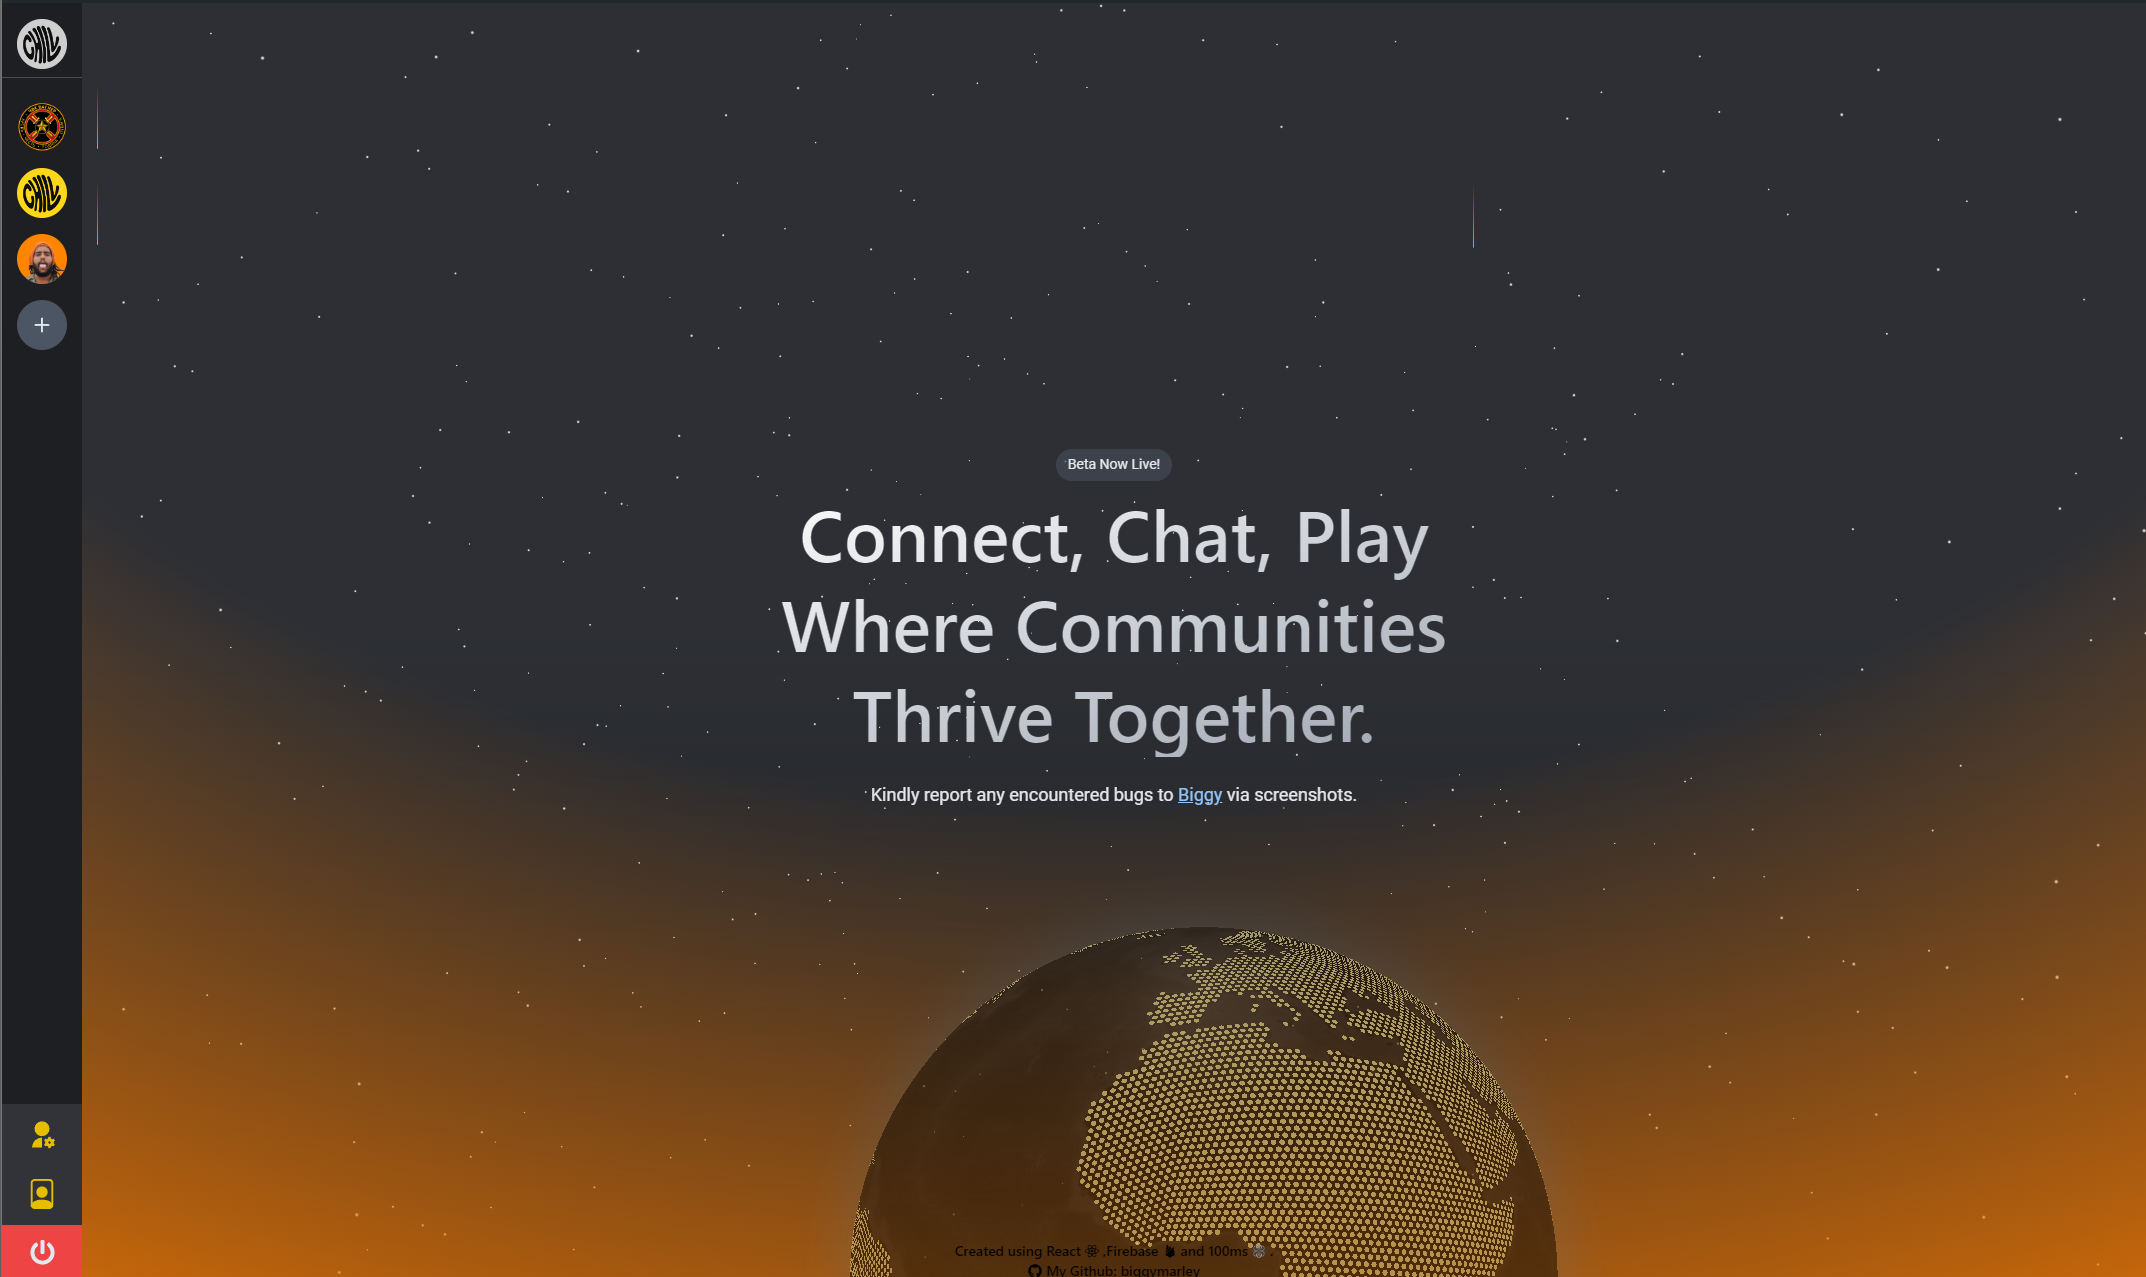 CHILL
CHILL
Beta Now Live!
Connect, Chat, Play
Where Communities
Thrive Together.
Kindly report any encountered bugs to Biggy via screenshots.
Created using React ,Firebase and 100ms .
My Github: biggymarley